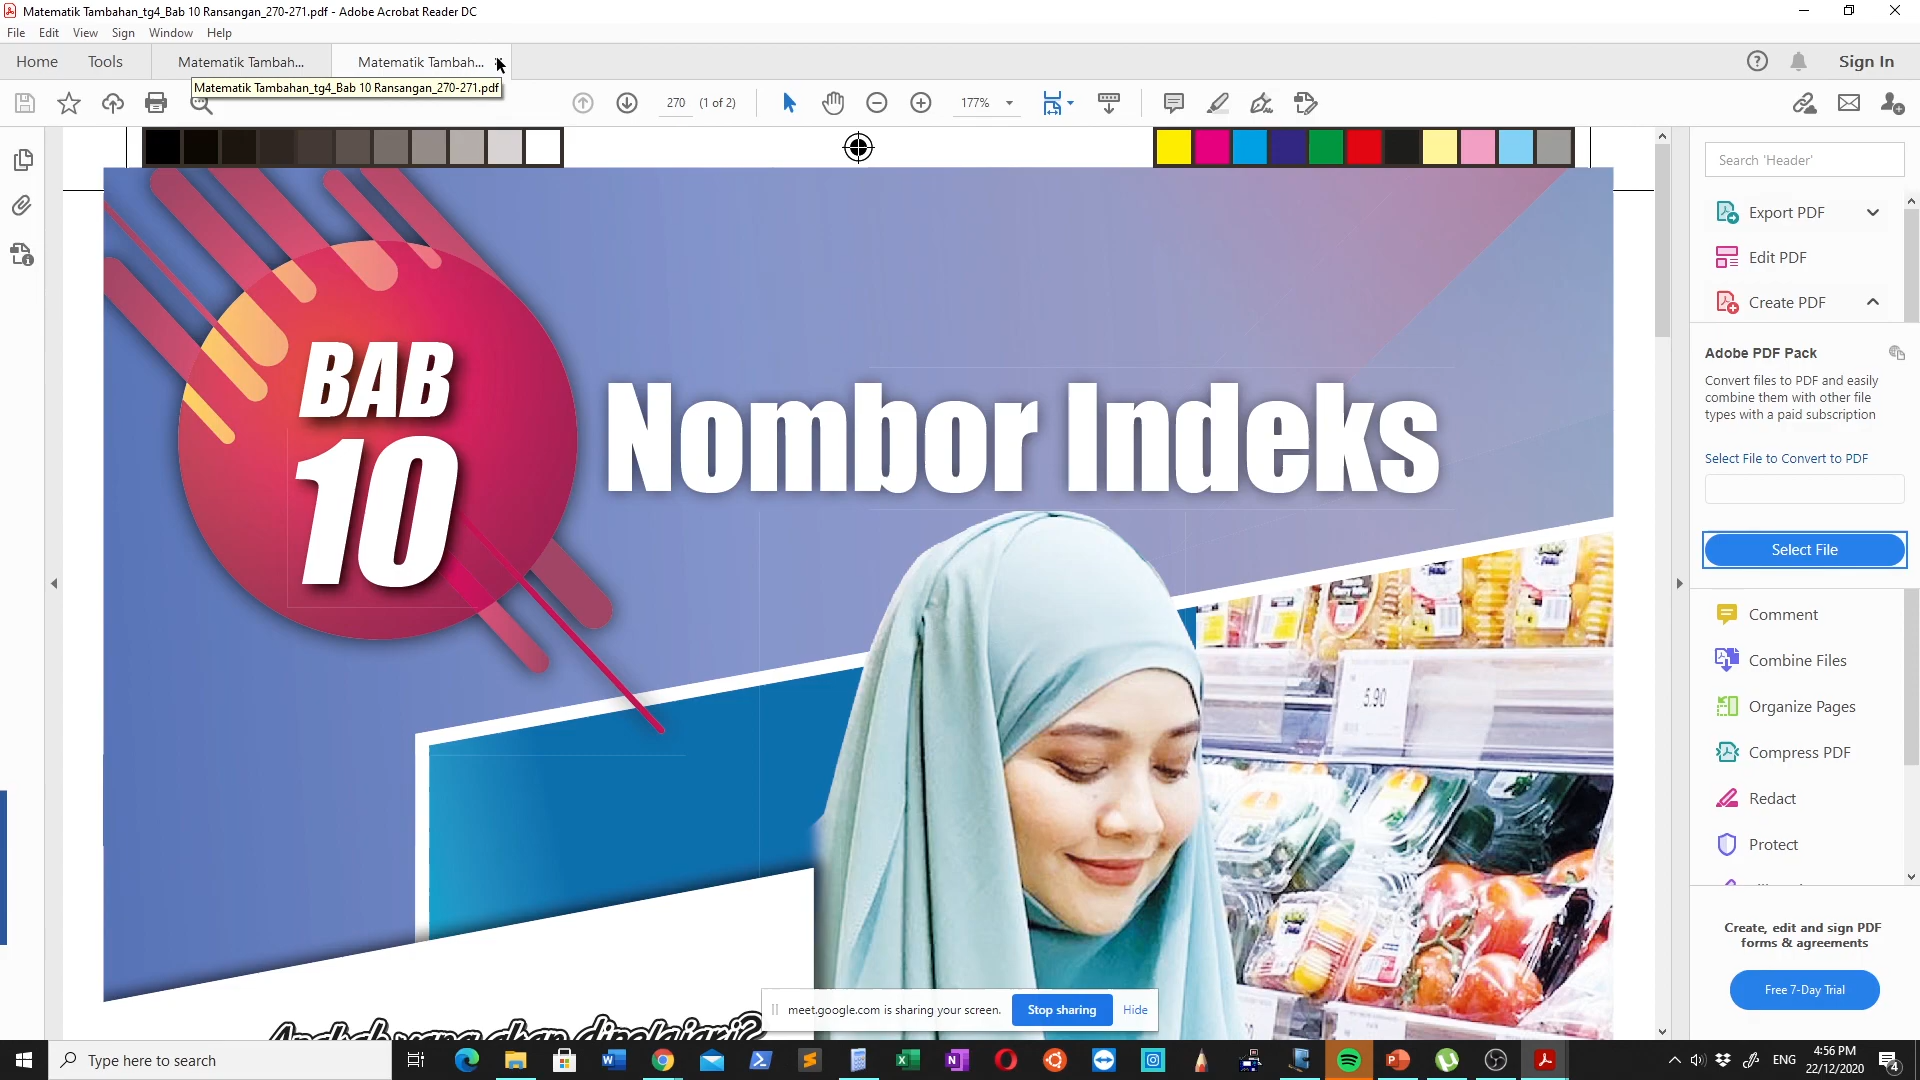 Matematik Tambahan_tg4_Bab 10 Ransangan_270-271.pdf - Adobe Acrobat Reader DC
File Edit View Sign Window Help
Home Tools Matematik Tambah... Matematik Tambah... Sign In
Matematik Tambahan_tg4_Bab 10 Ransangan_270-271.pdf
270 (1 of 2) 177%
Search 'Header'
Export PDF
Edit PDF
Create PDF
Adobe PDF Pack
Convert files to PDF and easily
combine them with other file
types with a paid subscription
Select File to Convert to PDF
Select File
Comment
Combine Files
Organize Pages
Compress PDF
Redact
Protect
Create, edit and sign PDF
forms & agreements
Free 7-Day Trial
BAB
10
Nombor Indeks
5.90
Apakah yang akan dipelajari?
meet.google.com is sharing your screen. Stop sharing Hide
Type here to search
ENG
4:56 PM
22/12/2020
4